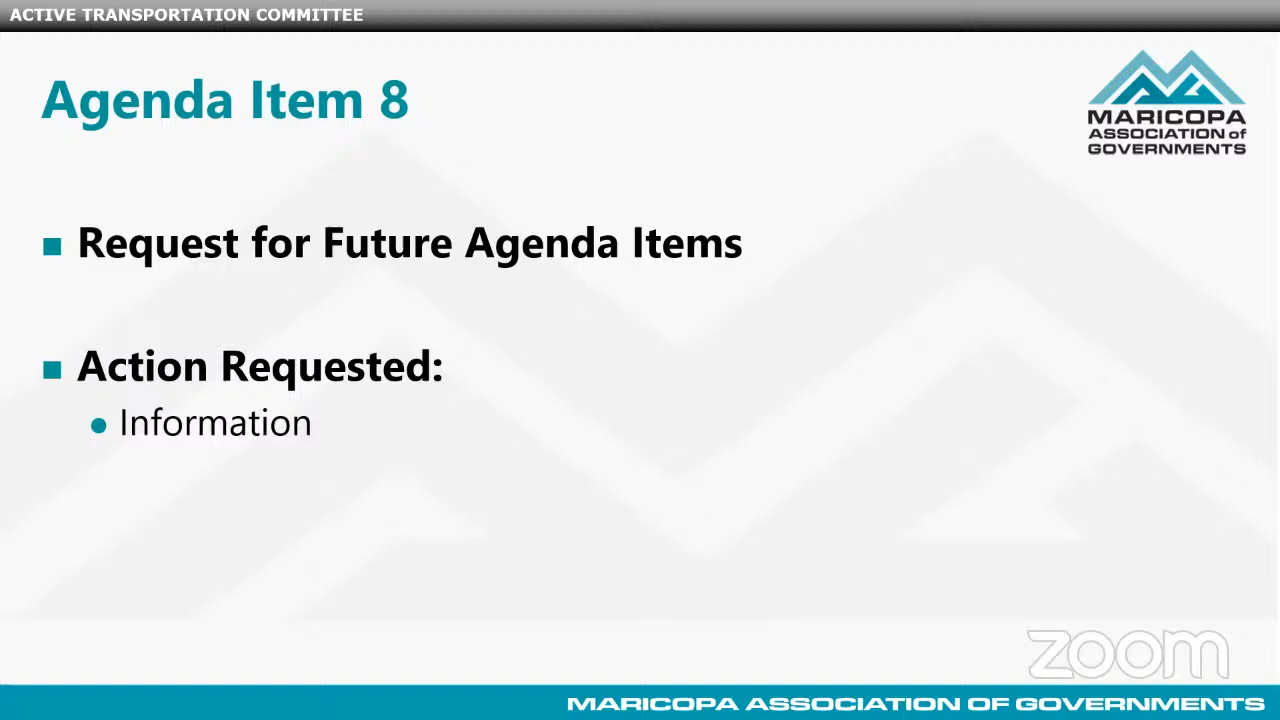 ACTIVE TRANSPORTATION COMMITTEE
Agenda Item 8
MARICOPA
ASSOCIATION of
GOVERNMENTS
Request for Future Agenda Items
Action Requested:
Information
zoom
MARICOPA ASSOCIATION OF GOVERNMENTS